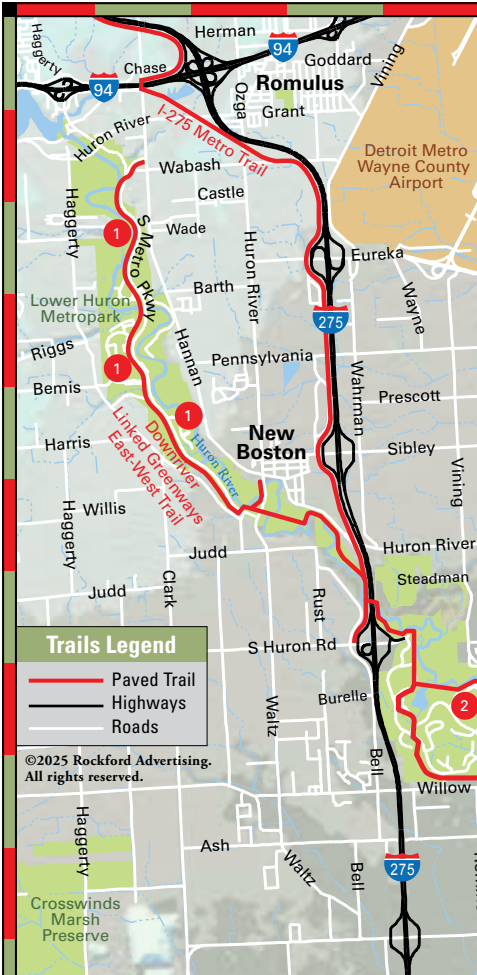 Haggerty
Herman
94
Goddard
Vining
Chase
Romulus
94
Ozga
Grant
Huron River
I-275 Metro Trail
Detroit Metro
Wayne County
Airport
Wabash
Castle
Haggerty
1
S Metro Pkwy
Wade
Huron River
Eureka
Barth
Wayne
Lower Huron
Metropark
275
Hannan
Riggs
Pennsylvania
Wahrman
1
Bemis
Prescott
1
New
Boston
Harris
Downriver
Linked Greenways
East-West Trail
Huron River
Sibley
Vining
Haggerty
Willis
Judd
Huron River
Steadman
Judd
Clark
Rust
Trails Legend
S Huron Rd
Paved Trail
Highways
Roads
Waltz
Burelle
2
Bell
©2025 Rockford Advertising.
All rights reserved.
Willow
Haggerty
Ash
Waltz
Bell
275
Crosswinds
Marsh
Preserve